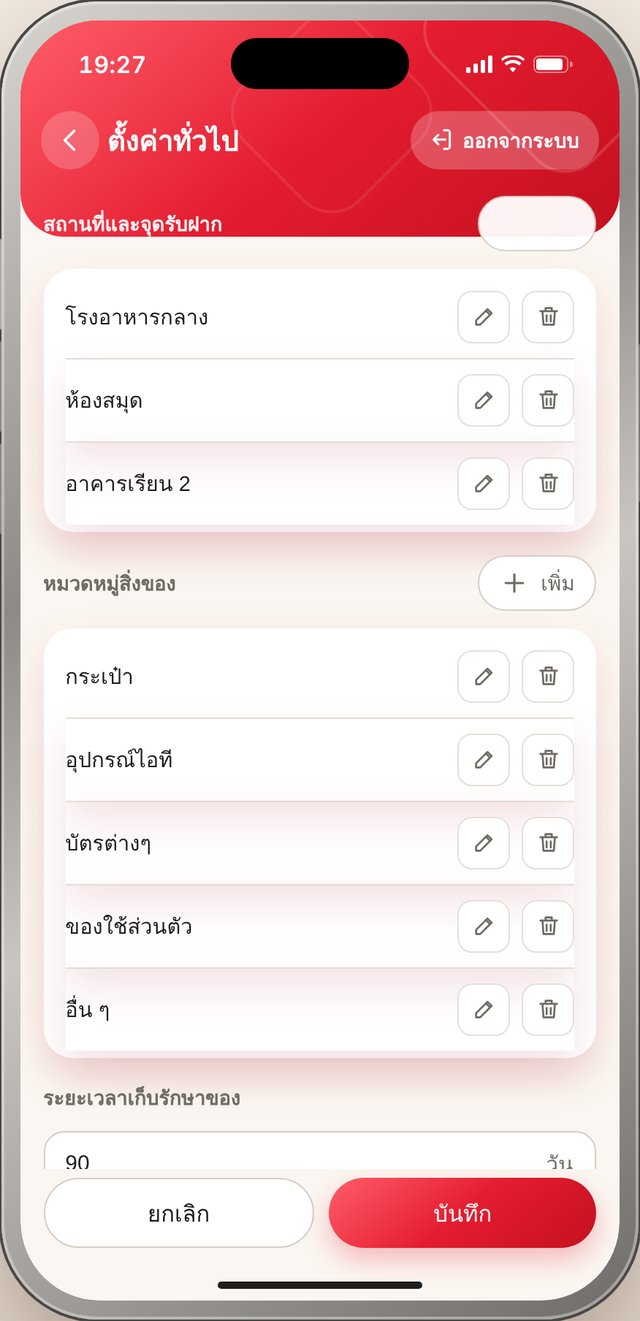 19:27
ตั้งค่าทั่วไป
ออกจากระบบ
สถานที่และจุดรับฝาก
โรงอาหารกลาง
ห้องสมุด
อาคารเรียน 2
หมวดหมู่สิ่งของ
เพิ่ม
กระเป๋า
อุปกรณ์ไอที
บัตรต่างๆ
ของใช้ส่วนตัว
อื่น ๆ
ระยะเวลาเก็บรักษาของ
90 วัน
ยกเลิก
บันทึก